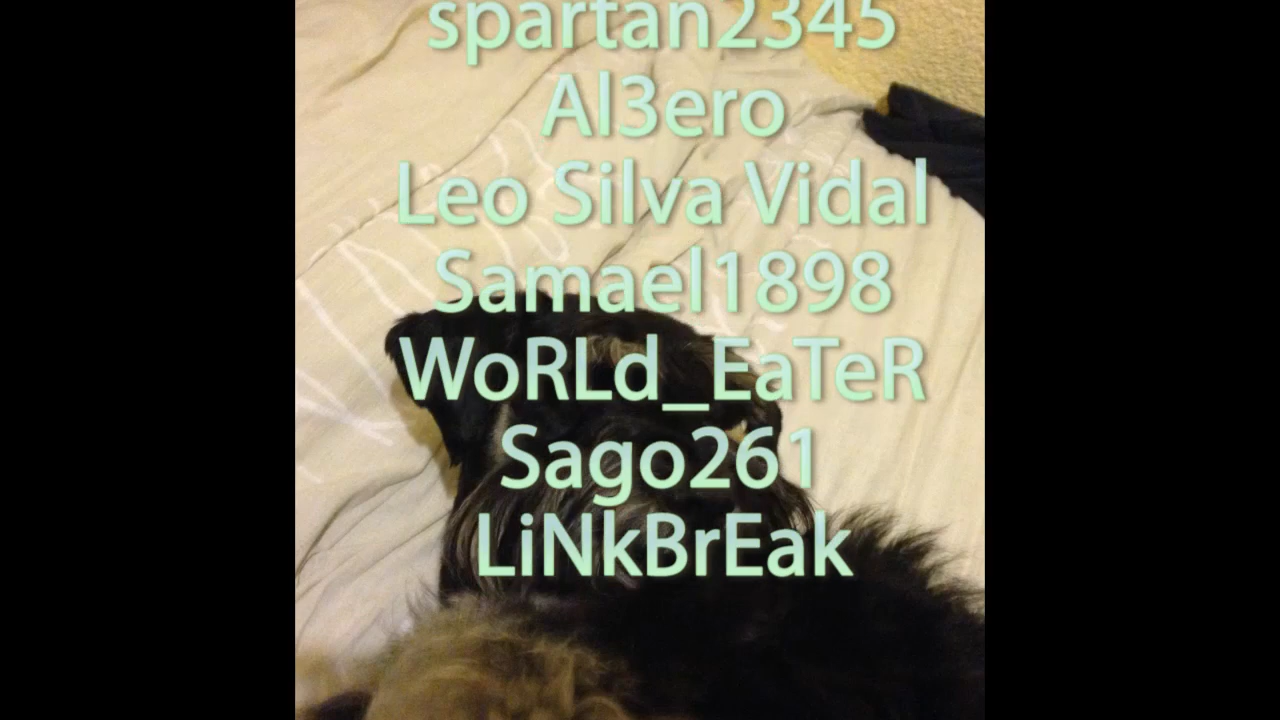 spartan2345
Al3ero
Leo Silva Vidal
Samael1898
WoRLd_EaTeR
Sago261
LiNkBrEak